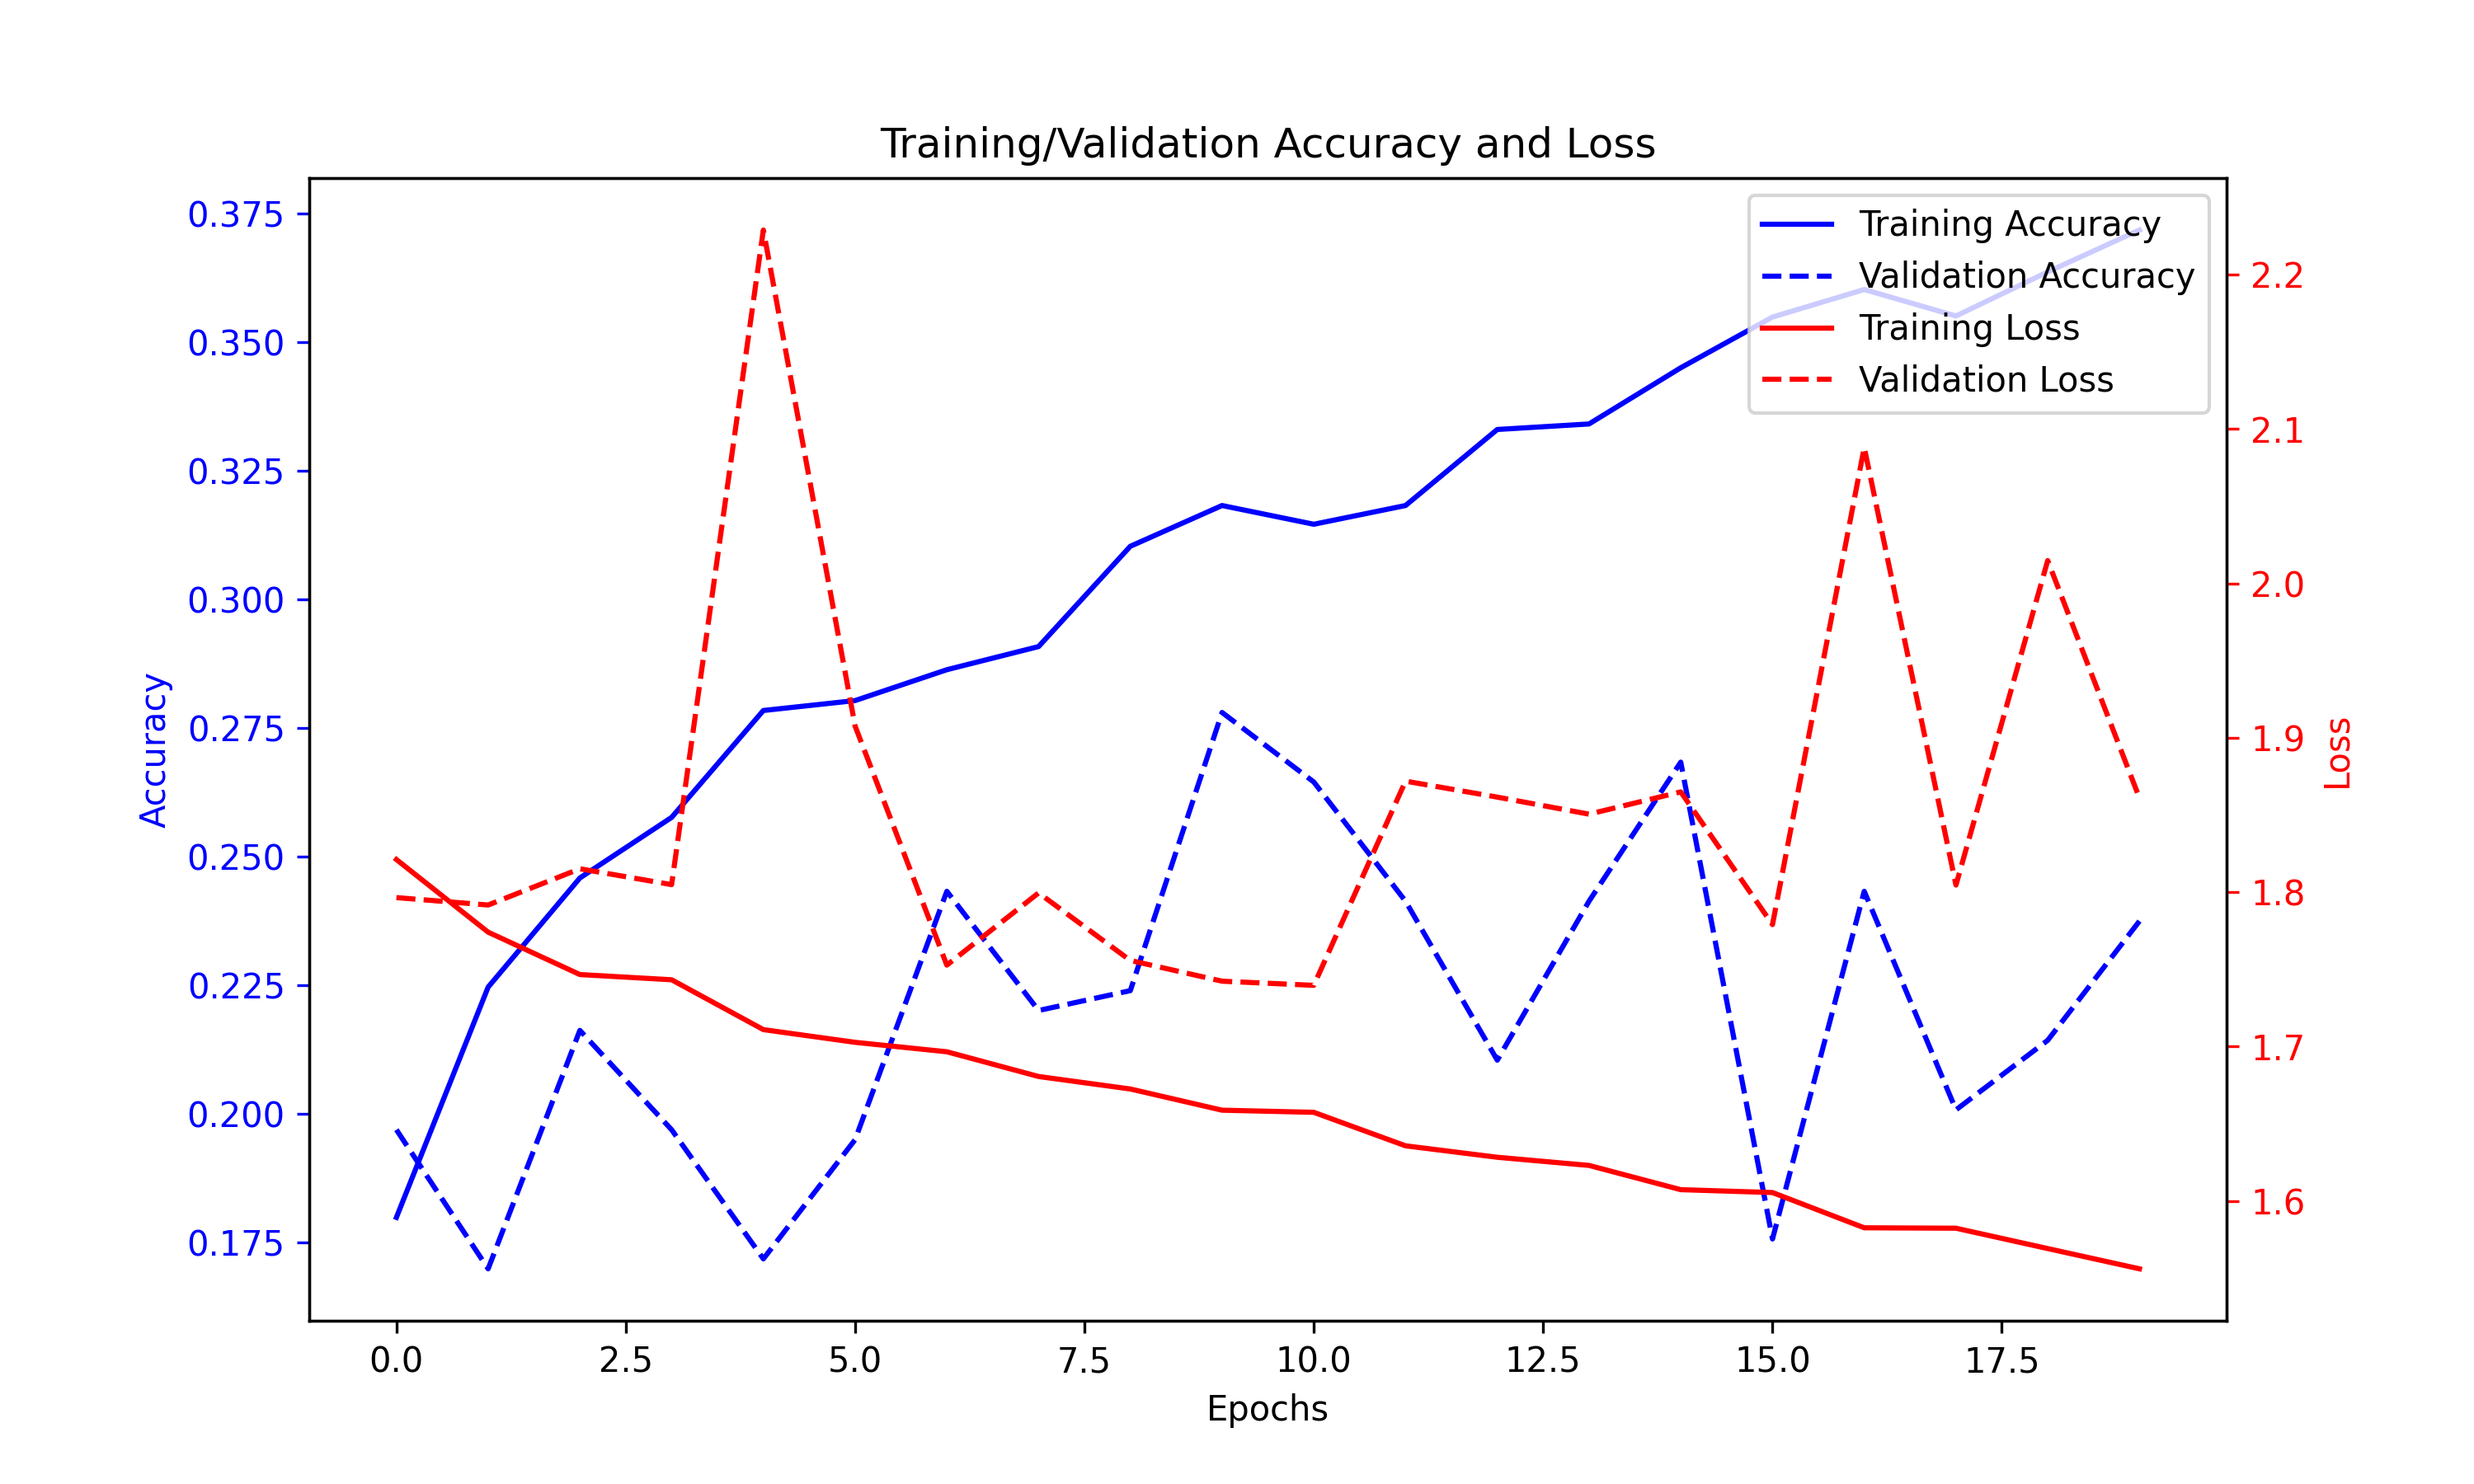 Training/Validation Accuracy and Loss
Training Accuracy
Validation Accuracy
Training Loss
Validation Loss
0.375
0.350
0.325
0.300
0.275
0.250
0.225
0.200
0.175
Accuracy
2.2
2.1
2.0
1.9
1.8
1.7
1.6
Loss
0.0 2.5 5.0 7.5 10.0 12.5 15.0 17.5
Epochs